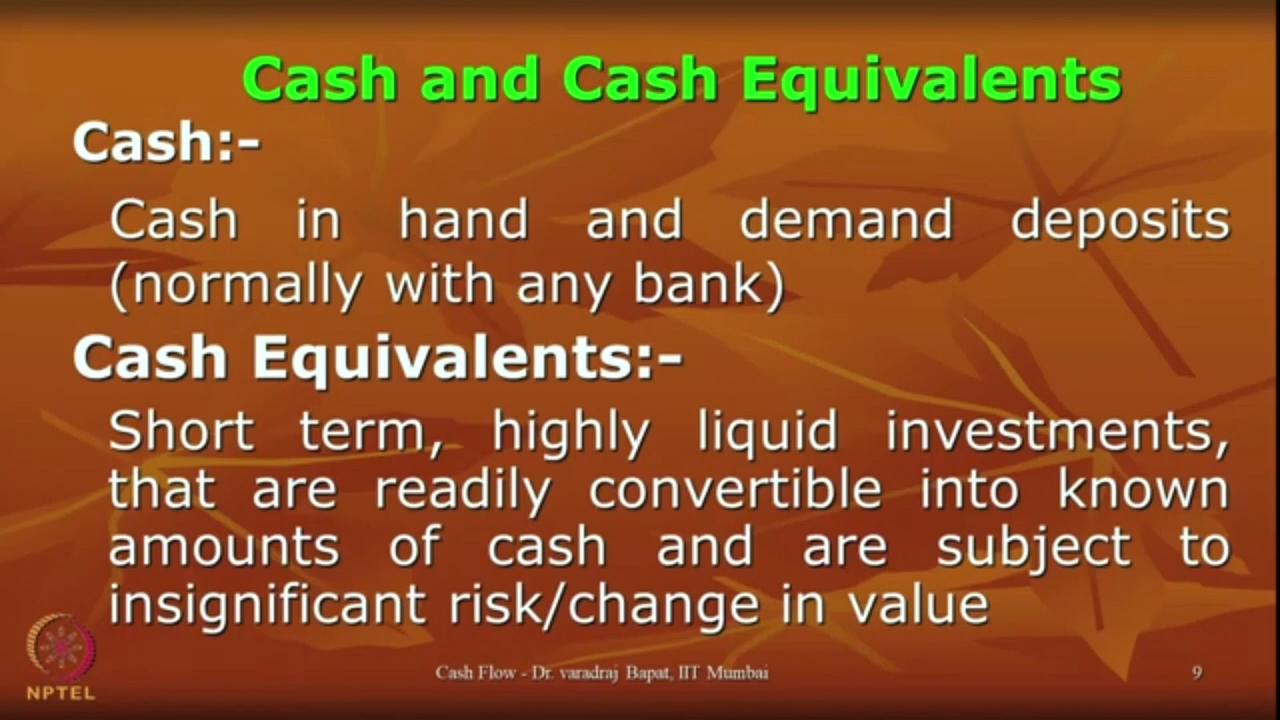 Cash and Cash Equivalents
Cash:-
Cash in hand and demand deposits
(normally with any bank)
Cash Equivalents:-
Short term, highly liquid investments,
that are readily convertible into known
amounts of cash and are subject to
insignificant risk/change in value
NPTEL
Cash Flow - Dr. varadraj Bapat, IIT Mumbai
9